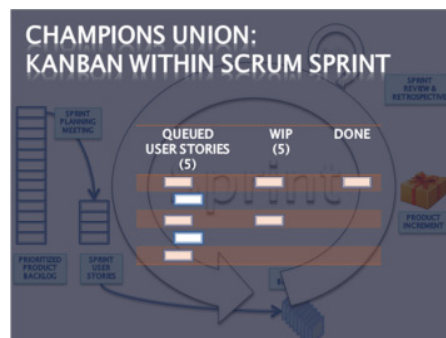 CHAMPIONS UNION:
KANBAN WITHIN SCRUM SPRINT
SPRINT
REVIEW &
RETROSPECTIVE
SPRINT
PLANNING
MEETING
QUEUED
USER STORIES
(5)
WIP
(5)
DONE
sprint
PRODUCT
INCREMENT
PRIORITIZED
PRODUCT
BACKLOG
SPRINT
USER
STORIES